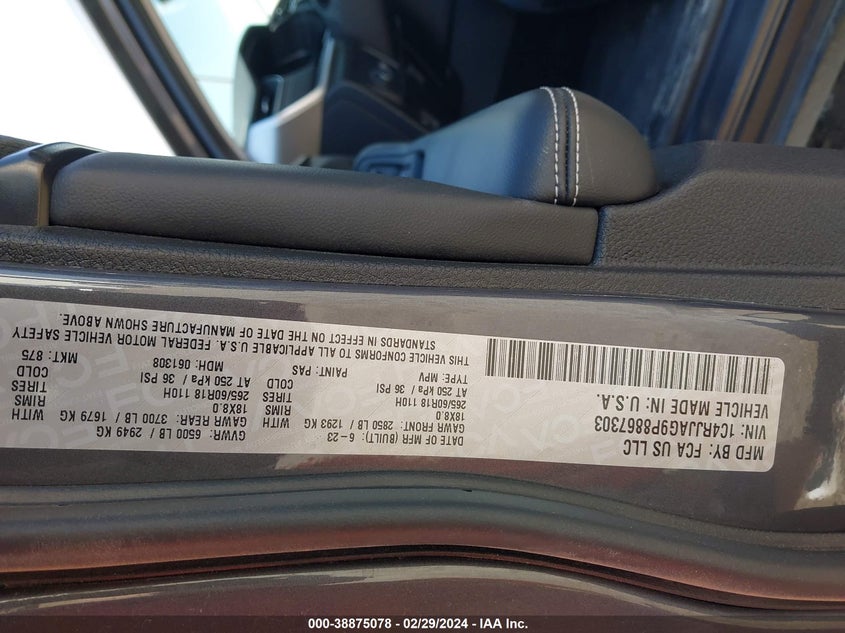 MFD BY: FCA US LLC
DATE OF MFR (BUILT): 6-23
GVWR: 6500 LB / 2949 KG
GAWR FRONT: 2850 LB / 1293 KG
GAWR REAR: 3700 LB / 1679 KG
WITH
18X8.0
RIMS
18X8.0
RIMS
265/60R18 110H
TIRES
265/60R18 110H
TIRES
AT 250 kPa / 36 PSI
COLD
AT 250 kPa / 36 PSI
COLD
VIN: 1C4RJJAG9P8867303
TYPE: MPV
PAINT: PAS
MDH: 061308
MKT: 875
VEHICLE MADE IN: U.S.A.
THIS VEHICLE CONFORMS TO ALL APPLICABLE U.S.A. FEDERAL MOTOR VEHICLE SAFETY
STANDARDS IN EFFECT ON THE DATE OF MANUFACTURE SHOWN ABOVE.
000-38875078 - 02/29/2024 - IAA Inc.